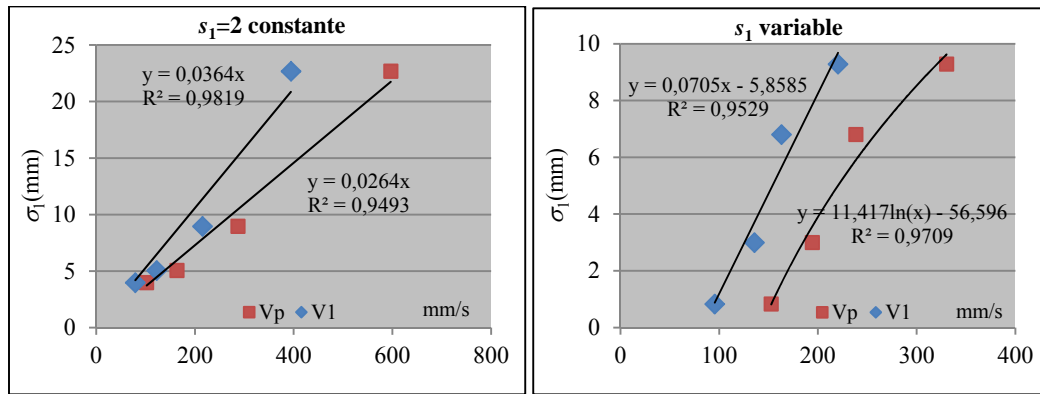 s₁=2 constante
25
20
15
10
5
0
σ₁(mm)
y = 0,0364x
R² = 0,9819
y = 0,0264x
R² = 0,9493
Vp V1 mm/s
0 200 400 600 800
s₁ variable
10
8
6
4
2
0
σ₁(mm)
y = 0,0705x - 5,8585
R² = 0,9529
y = 11,417ln(x) - 56,596
R² = 0,9709
Vp V1 mm/s
0 100 200 300 400